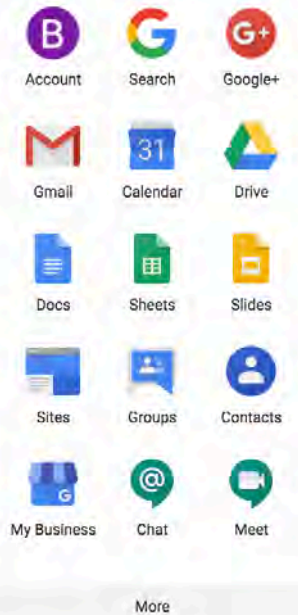 B G G+
Account Search Google+
31
Gmail Calendar Drive
Docs Sheets Slides
Sites Groups Contacts
G @
My Business Chat Meet
More